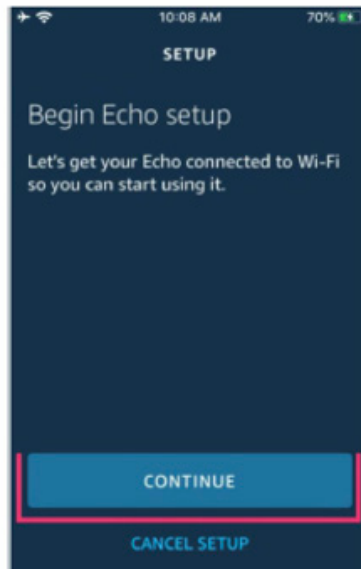 10:08 AM 70%
SETUP
Begin Echo setup
Let's get your Echo connected to Wi-Fi
so you can start using it.
CONTINUE
CANCEL SETUP